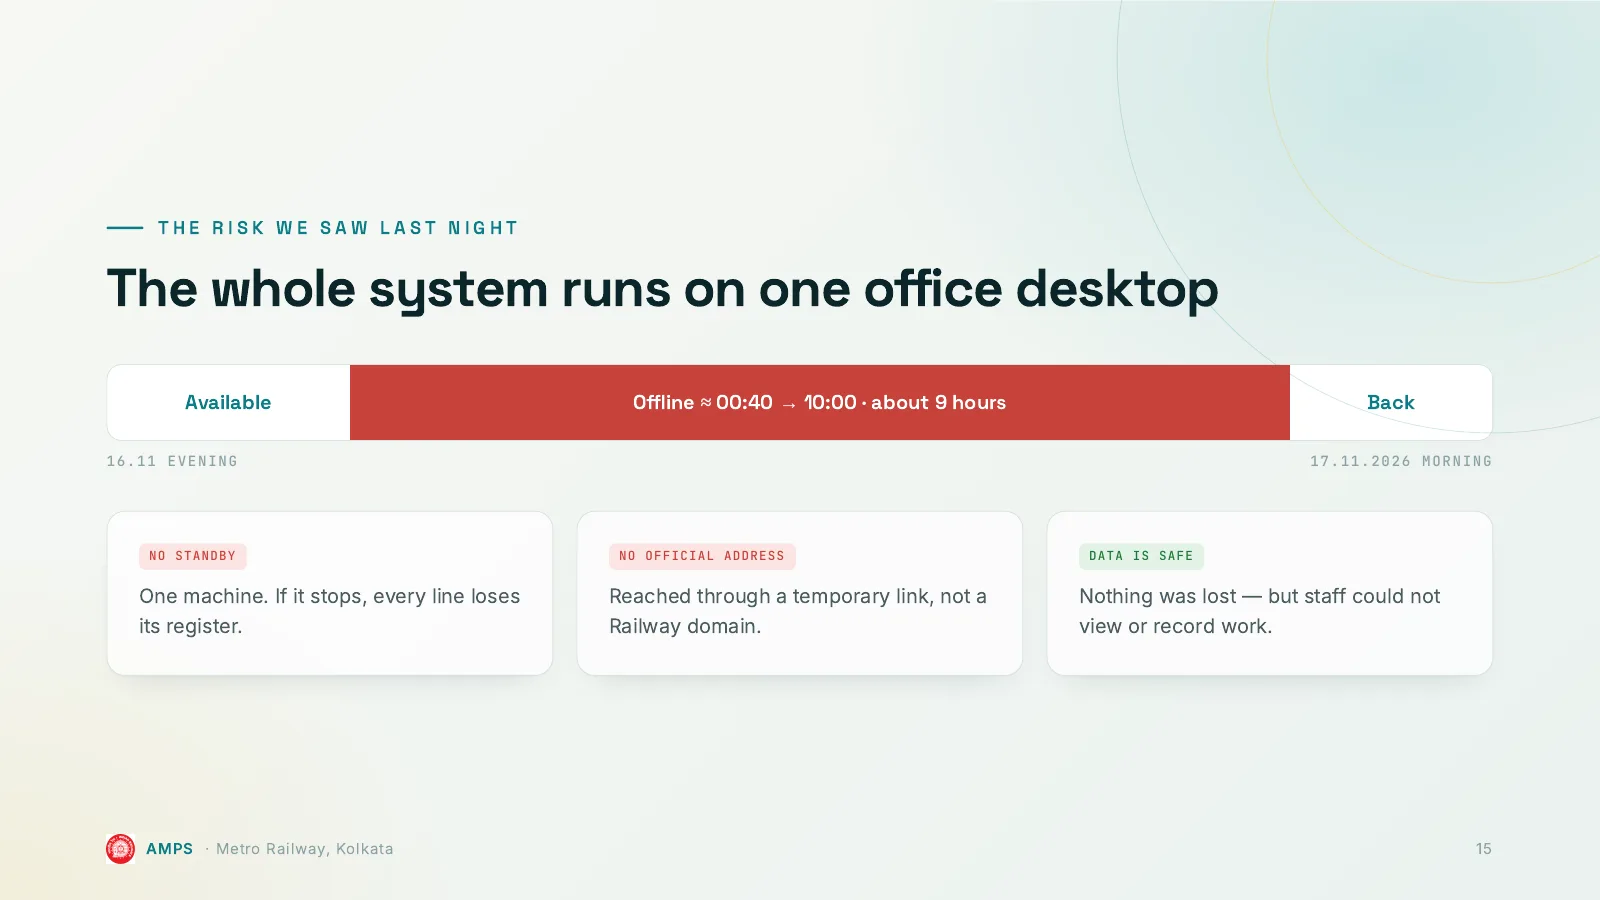 THE RISK WE SAW LAST NIGHT
The whole system runs on one office desktop
Available
Offline ≈ 00:40 → 10:00 · about 9 hours
Back
16.11 EVENING
17.11.2026 MORNING
NO STANDBY
One machine. If it stops, every line loses
its register.
NO OFFICIAL ADDRESS
Reached through a temporary link, not a
Railway domain.
DATA IS SAFE
Nothing was lost — but staff could not
view or record work.
AMPS · Metro Railway, Kolkata
15